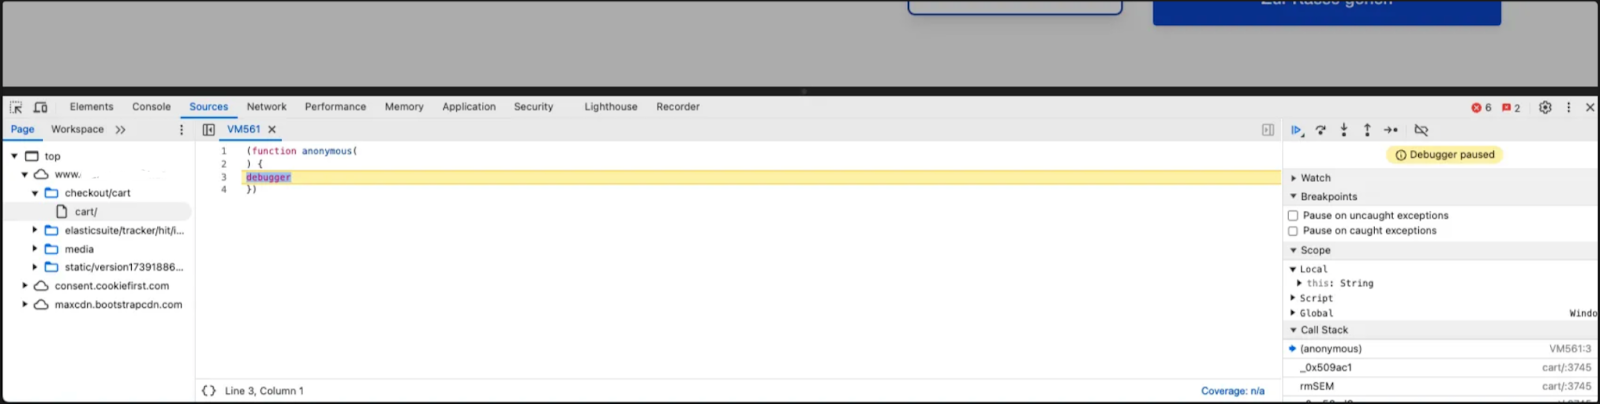 Zur Kasse gehen
Elements Console Sources Network Performance Memory Application Security Lighthouse Recorder 6 2
Page Workspace VM561
top
www.
checkout/cart
cart/
elasticsuite/tracker/hit/i...
media
static/version17391886...
consent.cookiefirst.com
maxcdn.bootstrapcdn.com
1 (function anonymous(
2 ) {
3 debugger
4 })
{} Line 3, Column 1 Coverage: n/a
Debugger paused
Watch
Breakpoints
Pause on uncaught exceptions
Pause on caught exceptions
Scope
Local
this: String
Script
Global Windo
Call Stack
(anonymous) VM561:3
_0x509ac1 cart/:3745
rmSEM cart/:3745